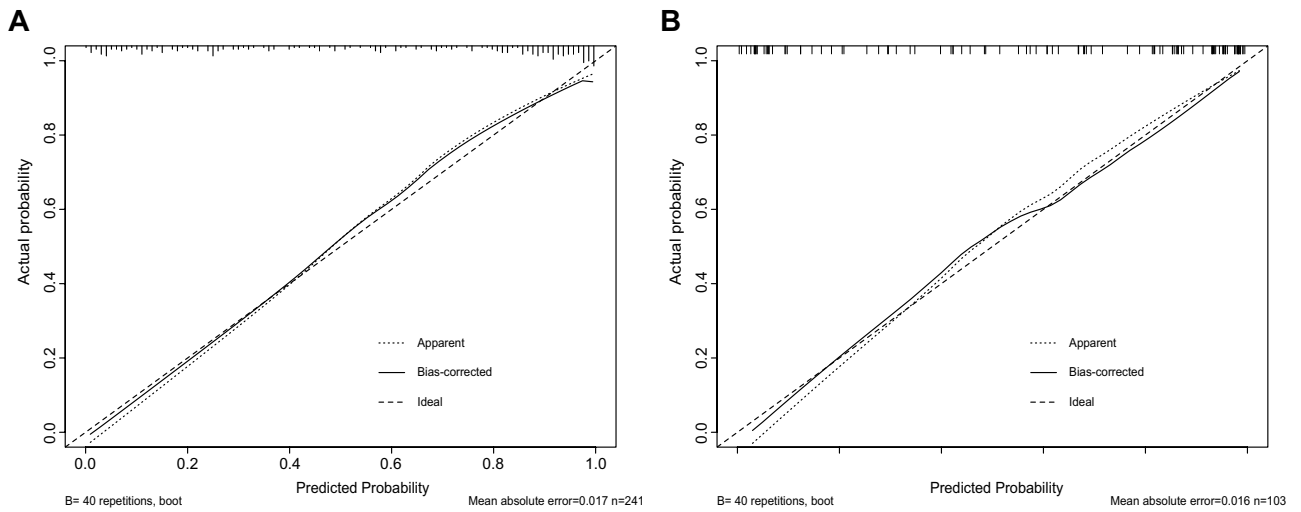 A
Actual probability
1.0
0.8
0.6
0.4
0.2
0.0
Apparent
Bias-corrected
Ideal
0.0 0.2 0.4 0.6 0.8 1.0
Predicted Probability
B= 40 repetitions, boot
Mean absolute error=0.017 n=241
B
Actual probability
1.0
0.8
0.6
0.4
0.2
0.0
Apparent
Bias-corrected
Ideal
Predicted Probability
B= 40 repetitions, boot
Mean absolute error=0.016 n=103